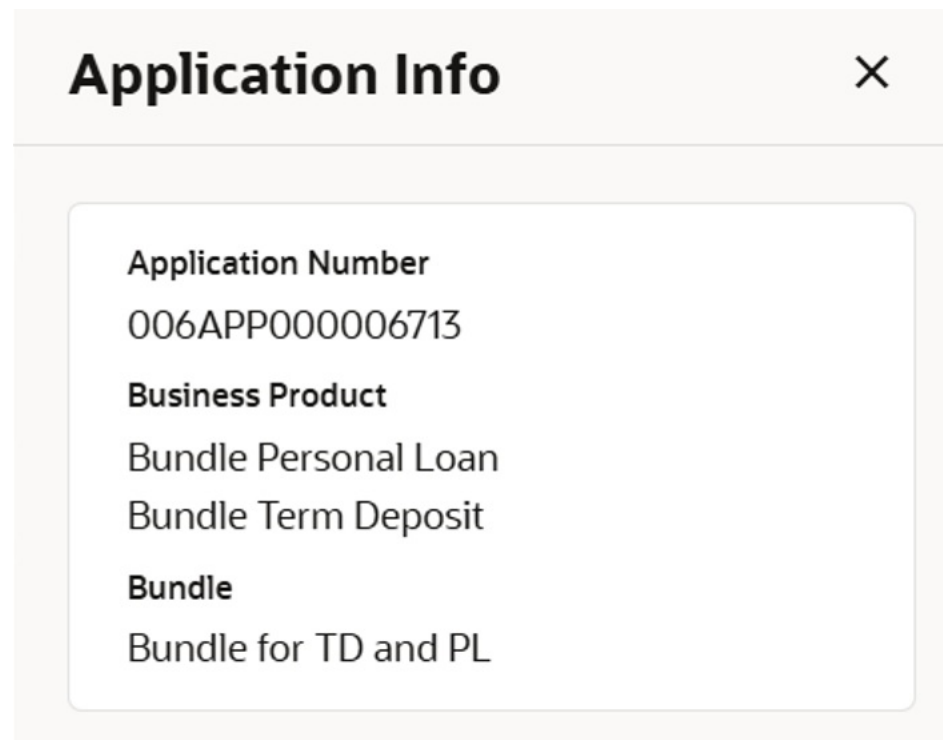 Application Info
Application Number
006APP000006713
Business Product
Bundle Personal Loan
Bundle Term Deposit
Bundle
Bundle for TD and PL